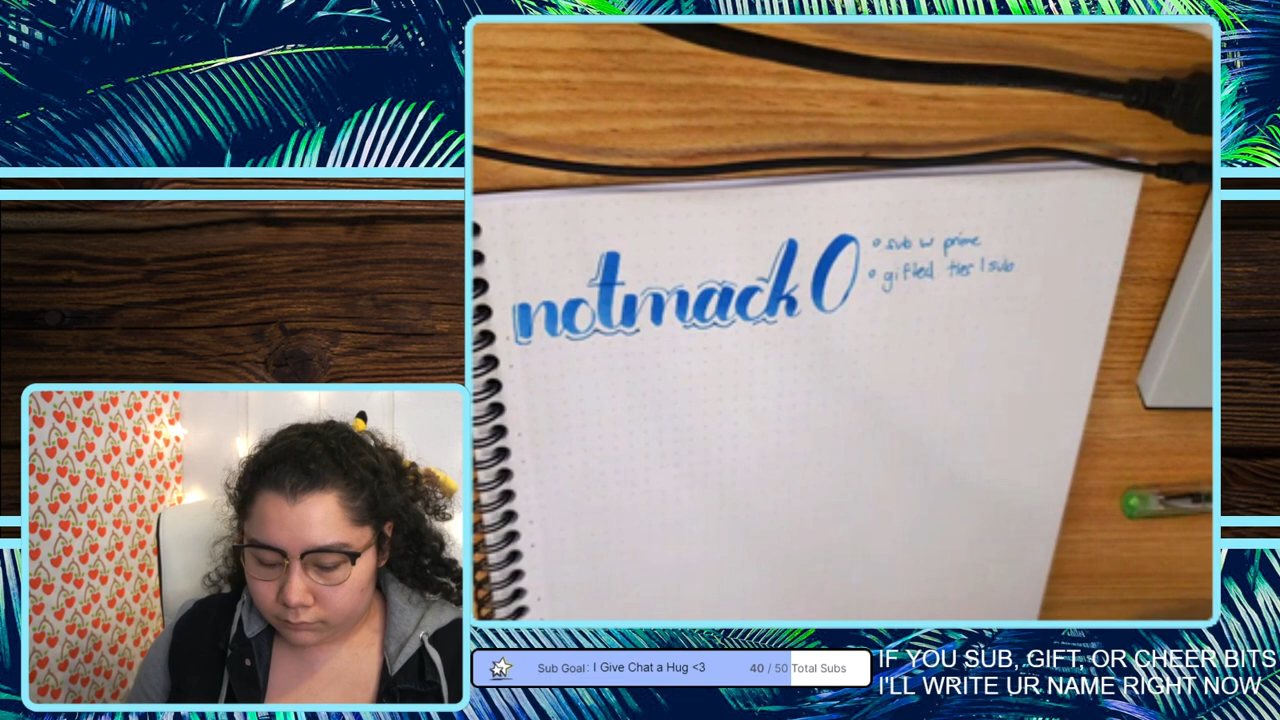 notmack0
• sub w prime
• gifted tier 1 sub
Sub Goal: I Give Chat a Hug <3 40 / 50 Total Subs
IF YOU SUB, GIFT, OR CHEER BITS
I'LL WRITE UR NAME RIGHT NOW